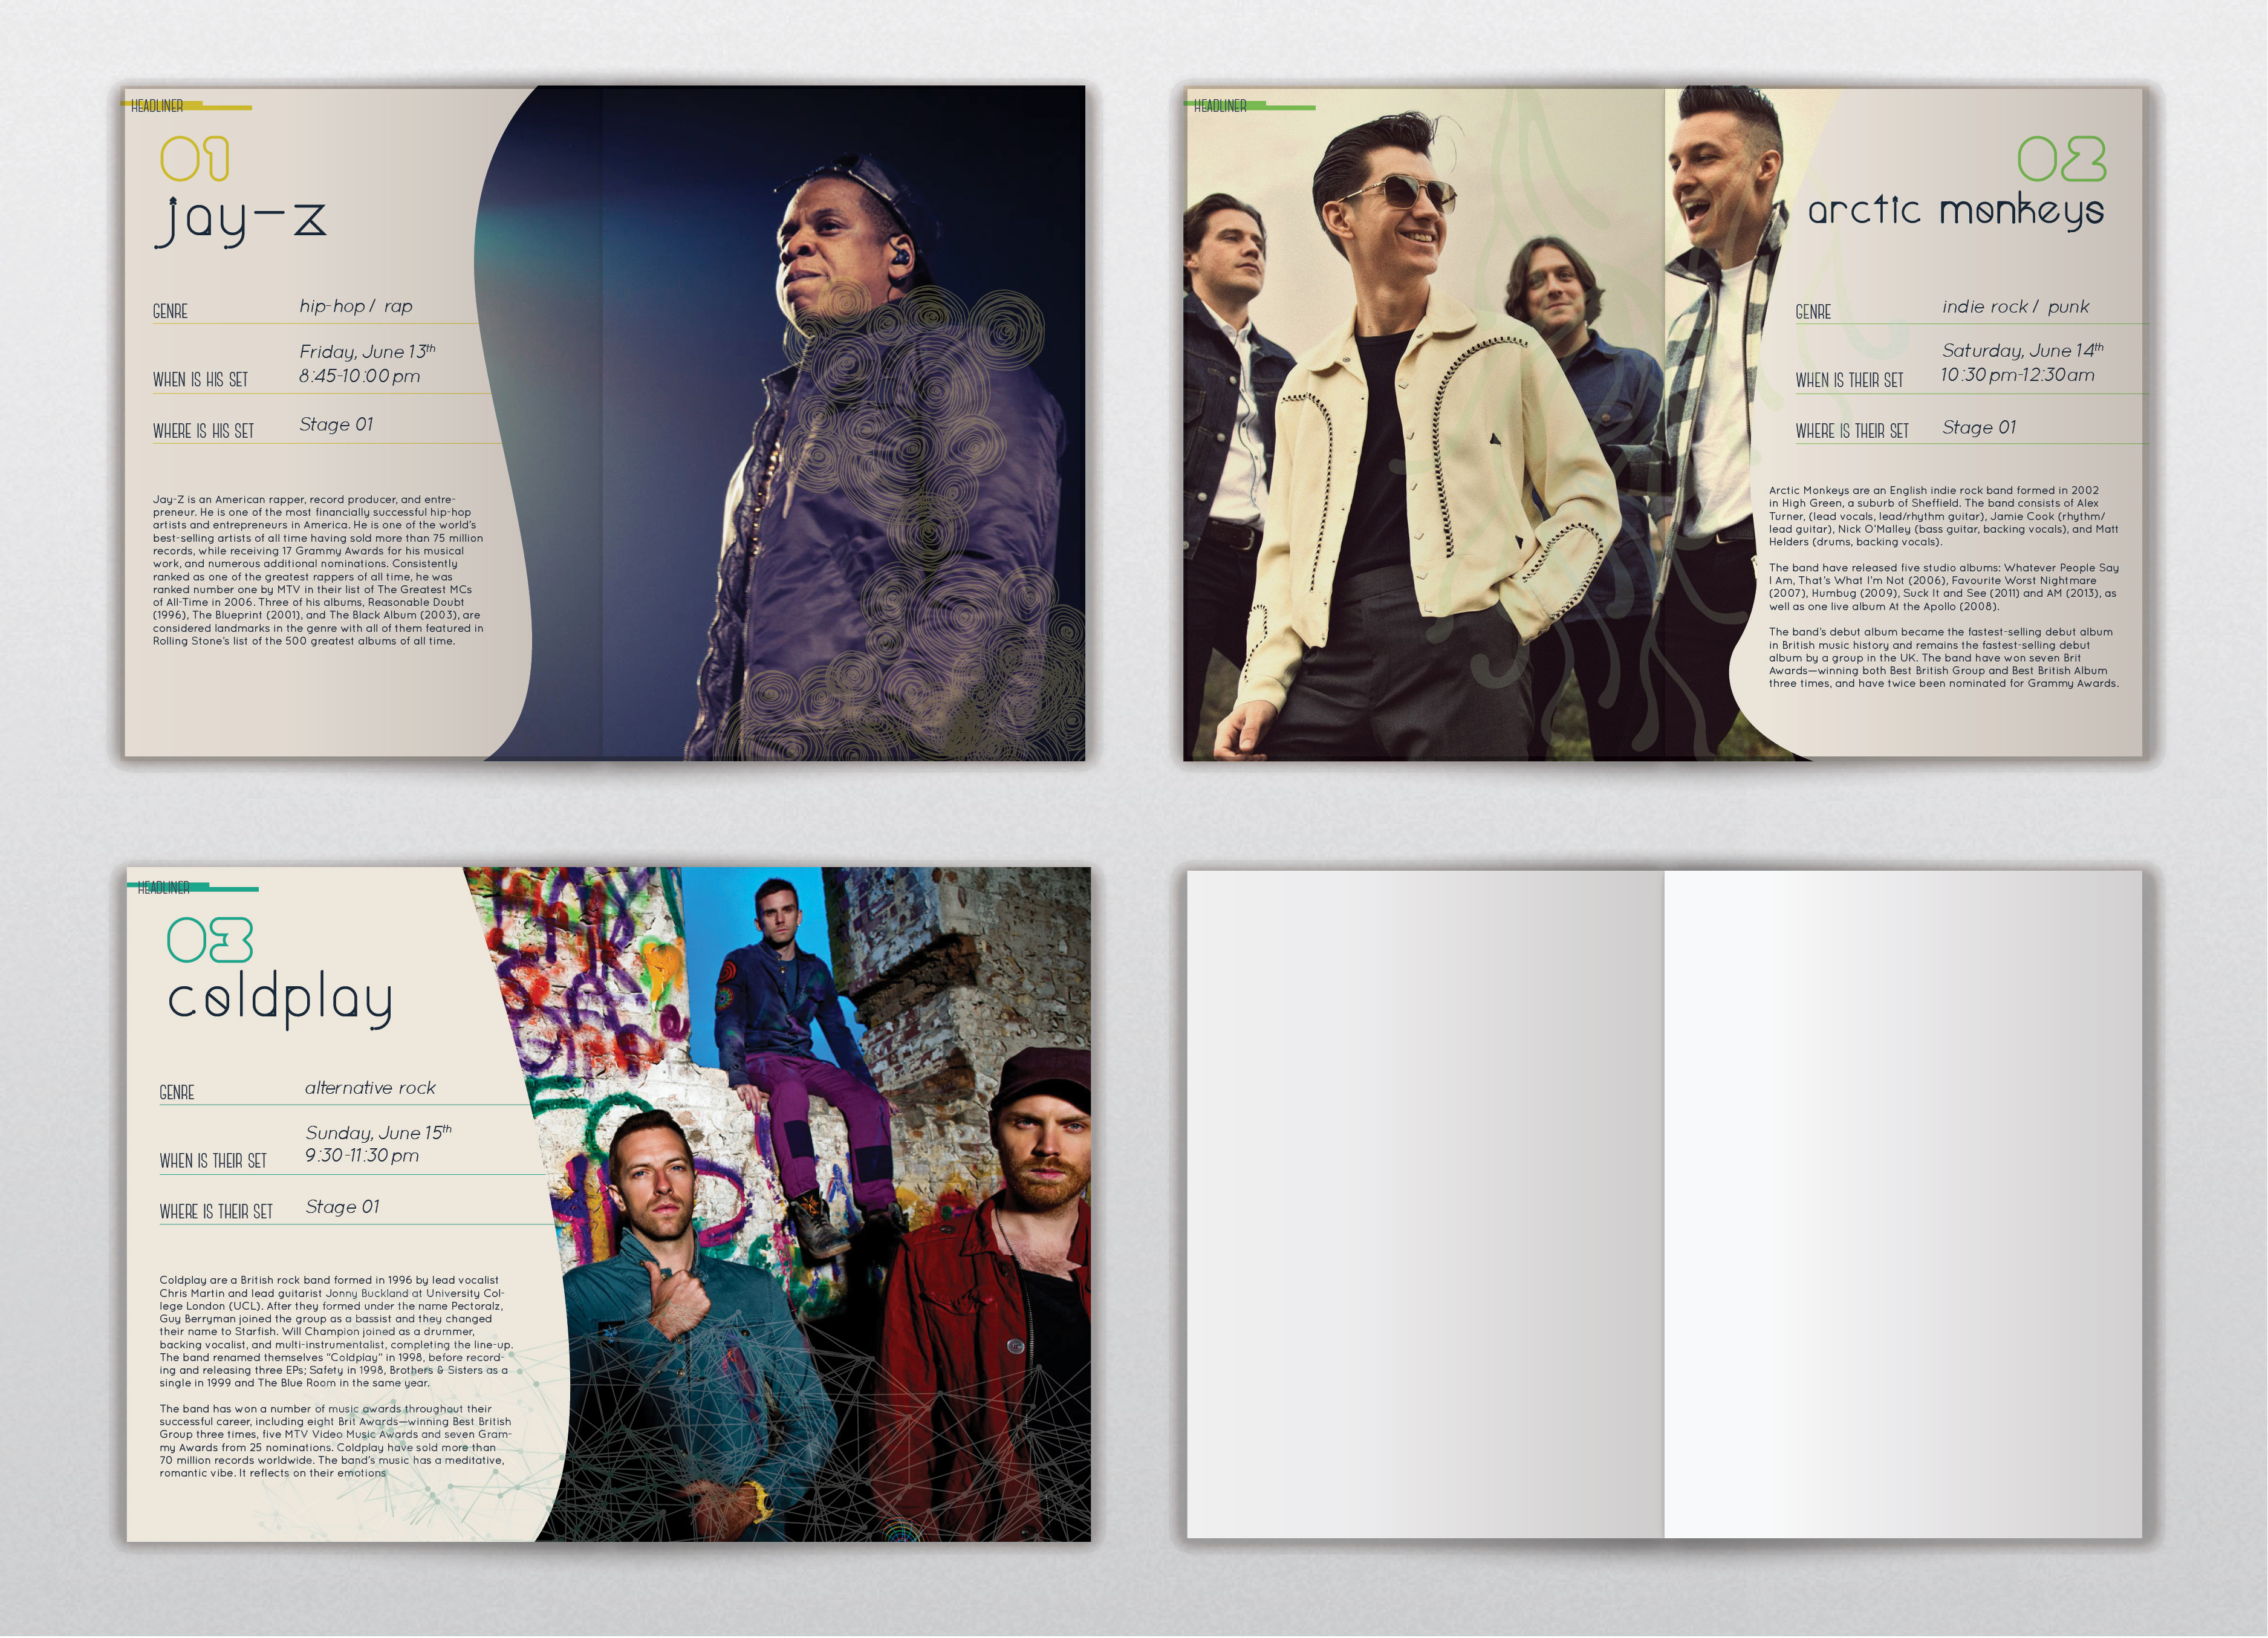 HEADLINER
01
jay-z
GENRE hip-hop / rap
Friday, June 13th
WHEN IS HIS SET 8:45-10:00 pm
WHERE IS HIS SET Stage 01
Jay-Z is an American rapper, record producer, and entre-
preneur. He is one of the most financially successful hip-hop
artists and entrepreneurs in America. He is one of the world's
best-selling artists of all time having sold more than 75 million
records, while receiving 17 Grammy Awards for his musical
work, and numerous additional nominations. Consistently
ranked as one of the greatest rappers of all time, he was
ranked number one by MTV in their list of The Greatest MCs
of All-Time in 2006. Three of his albums, Reasonable Doubt
(1996), The Blueprint (2001), and The Black Album (2003), are
considered landmarks in the genre with all of them featured in
Rolling Stone's list of the 500 greatest albums of all time.
HEADLINER
02
arctic monkeys
GENRE indie rock / punk
Saturday, June 14th
WHEN IS THEIR SET 10:30 pm-12:30am
WHERE IS THEIR SET Stage 01
Arctic Monkeys are an English indie rock band formed in 2002
in High Green, a suburb of Sheffield. The band consists of Alex
Turner, (lead vocals, lead/rhythm guitar), Jamie Cook (rhythm/
lead guitar), Nick O'Malley (bass guitar, backing vocals), and Matt
Helders (drums, backing vocals).
The band have released five studio albums: Whatever People Say
I Am, That's What I'm Not (2006), Favourite Worst Nightmare
(2007), Humbug (2009), Suck It and See (2011) and AM (2013), as
well as one live album At the Apollo (2008).
The band's debut album became the fastest-selling debut album
in British music history and remains the fastest-selling debut
album by a group in the UK. The band have won seven Brit
Awards—winning both Best British Group and Best British Album
three times, and have twice been nominated for Grammy Awards.
HEADLINER
03
coldplay
GENRE alternative rock
Sunday, June 15th
WHEN IS THEIR SET 9:30-11:30 pm
WHERE IS THEIR SET Stage 01
Coldplay are a British rock band formed in 1996 by lead vocalist
Chris Martin and lead guitarist Jonny Buckland at University Col-
lege London (UCL). After they formed under the name Pectoralz,
Guy Berryman joined the group as a bassist and they changed
their name to Starfish. Will Champion joined as a drummer,
backing vocalist, and multi-instrumentalist, completing the line-up.
The band renamed themselves "Coldplay" in 1998, before record-
ing and releasing three EPs; Safety in 1998, Brothers & Sisters as a
single in 1999 and The Blue Room in the same year.
The band has won a number of music awards throughout their
successful career, including eight Brit Awards—winning Best British
Group three times, five MTV Video Music Awards and seven Gram-
my Awards from 25 nominations. Coldplay have sold more than
70 million records worldwide. The band's music has a meditative,
romantic vibe. It reflects on their emotions